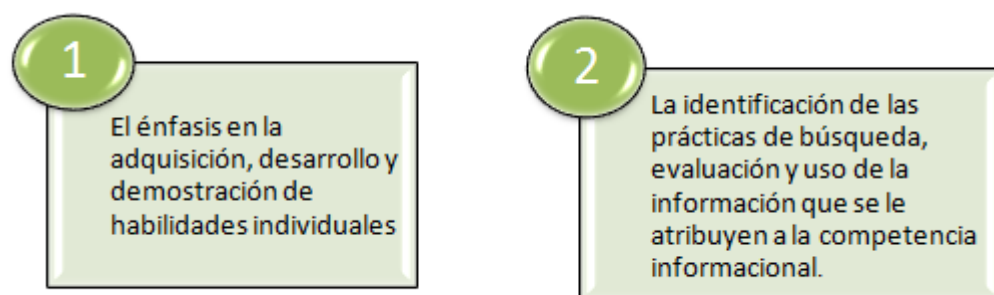 1
El énfasis en la
adquisición, desarrollo y
demostración de
habilidades individuales
2
La identificación de las
prácticas de búsqueda,
evaluación y uso de la
información que se le
atribuyen a la competencia
informacional.